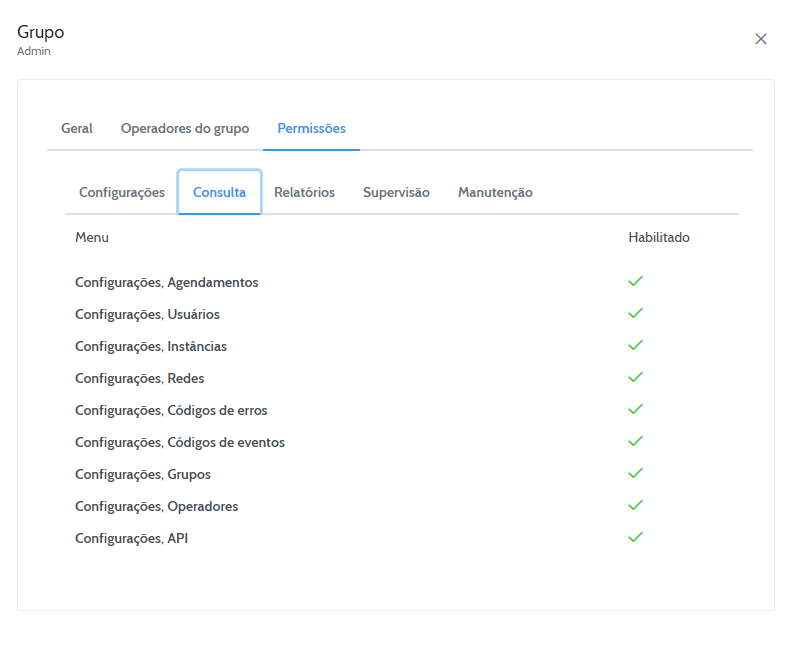 Grupo
Admin
Geral Operadores do grupo Permissões
Configurações Consulta Relatórios Supervisão Manutenção
Menu Habilitado
Configurações, Agendamentos
Configurações, Usuários
Configurações, Instâncias
Configurações, Redes
Configurações, Códigos de erros
Configurações, Códigos de eventos
Configurações, Grupos
Configurações, Operadores
Configurações, API